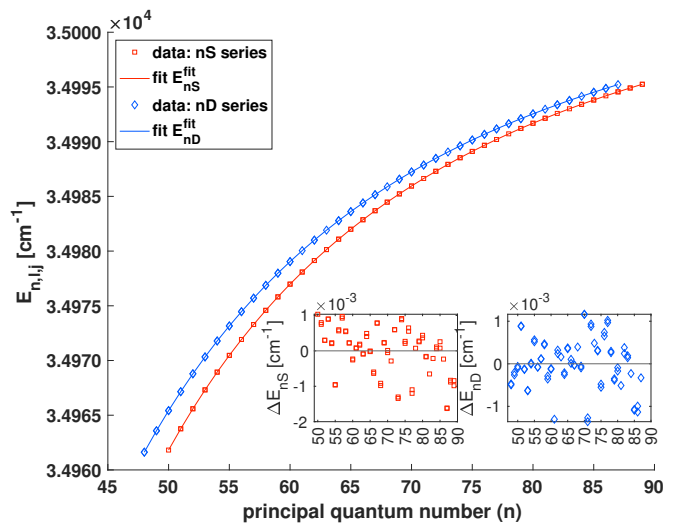 ×10⁴
3.5000
3.4995
3.4990
3.4985
3.4980
3.4975
3.4970
3.4965
3.4960
E_{n,l,j} [cm⁻¹]
data: nS series
fit E_{nS}^{fit}
data: nD series
fit E_{nD}^{fit}
×10⁻³
1
0
-1
-2
ΔE_{nS} [cm⁻¹]
50 55 60 65 70 75 80 85 90
×10⁻³
1
0
-1
ΔE_{nD} [cm⁻¹]
50 55 60 65 70 75 80 85 90
45 50 55 60 65 70 75 80 85 90
principal quantum number (n)